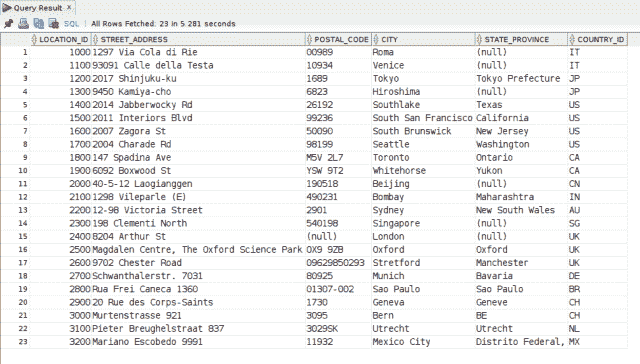 Query Result ×
SQL | All Rows Fetched: 23 in 5.281 seconds
LOCATION_ID STREET_ADDRESS POSTAL_CODE CITY STATE_PROVINCE COUNTRY_ID
1 1000 1297 Via Cola di Rie 00989 Roma (null) IT
2 1100 93091 Calle della Testa 10934 Venice (null) IT
3 1200 2017 Shinjuku-ku 1689 Tokyo Tokyo Prefecture JP
4 1300 9450 Kamiya-cho 6823 Hiroshima (null) JP
5 1400 2014 Jabberwocky Rd 26192 Southlake Texas US
6 1500 2011 Interiors Blvd 99236 South San Francisco California US
7 1600 2007 Zagora St 50090 South Brunswick New Jersey US
8 1700 2004 Charade Rd 98199 Seattle Washington US
9 1800 147 Spadina Ave M5V 2L7 Toronto Ontario CA
10 1900 6092 Boxwood St YSW 9T2 Whitehorse Yukon CA
11 2000 40-5-12 Laogianggen 190518 Beijing (null) CN
12 2100 1298 Vileparle (E) 490231 Bombay Maharashtra IN
13 2200 12-98 Victoria Street 2901 Sydney New South Wales AU
14 2300 198 Clementi North 540198 Singapore (null) SG
15 2400 8204 Arthur St (null) London (null) UK
16 2500 Magdalen Centre, The Oxford Science Park OX9 9ZB Oxford Oxford UK
17 2600 9702 Chester Road 09629850293 Stretford Manchester UK
18 2700 Schwanthalerstr. 7031 80925 Munich Bavaria DE
19 2800 Rua Frei Caneca 1360 01307-002 Sao Paulo Sao Paulo BR
20 2900 20 Rue des Corps-Saints 1730 Geneva Geneve CH
21 3000 Murtenstrasse 921 3095 Bern BE CH
22 3100 Pieter Breughelstraat 837 3029SK Utrecht Utrecht NL
23 3200 Mariano Escobedo 9991 11932 Mexico City Distrito Federal, MX